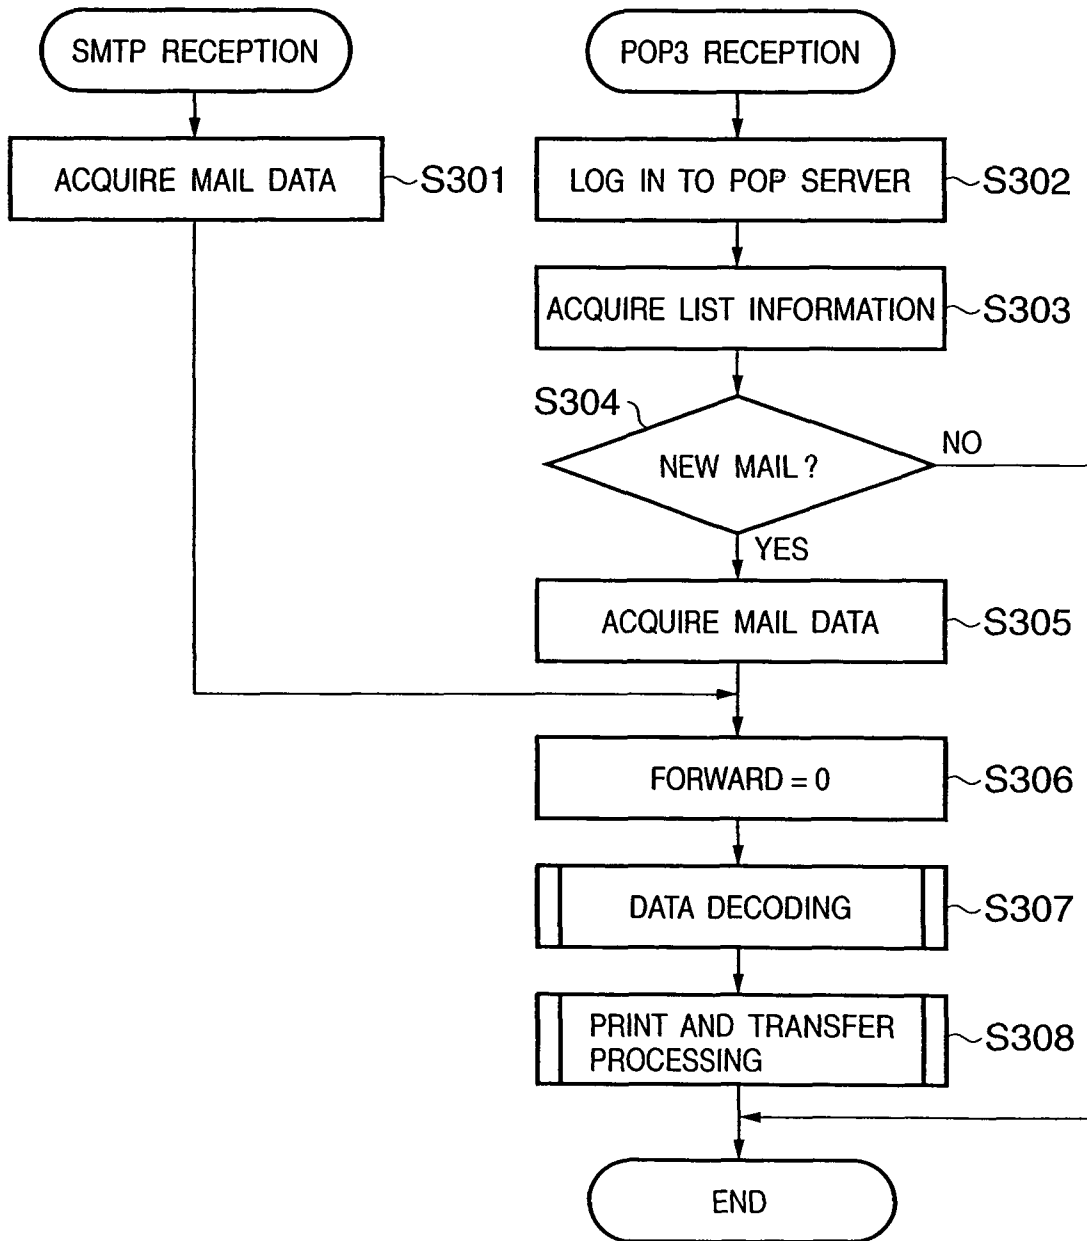 SMTP RECEPTION
ACQUIRE MAIL DATA
S301
POP3 RECEPTION
LOG IN TO POP SERVER
S302
ACQUIRE LIST INFORMATION
S303
S304
NEW MAIL?
NO
YES
ACQUIRE MAIL DATA
S305
FORWARD = 0
S306
DATA DECODING
S307
PRINT AND TRANSFER
PROCESSING
S308
END